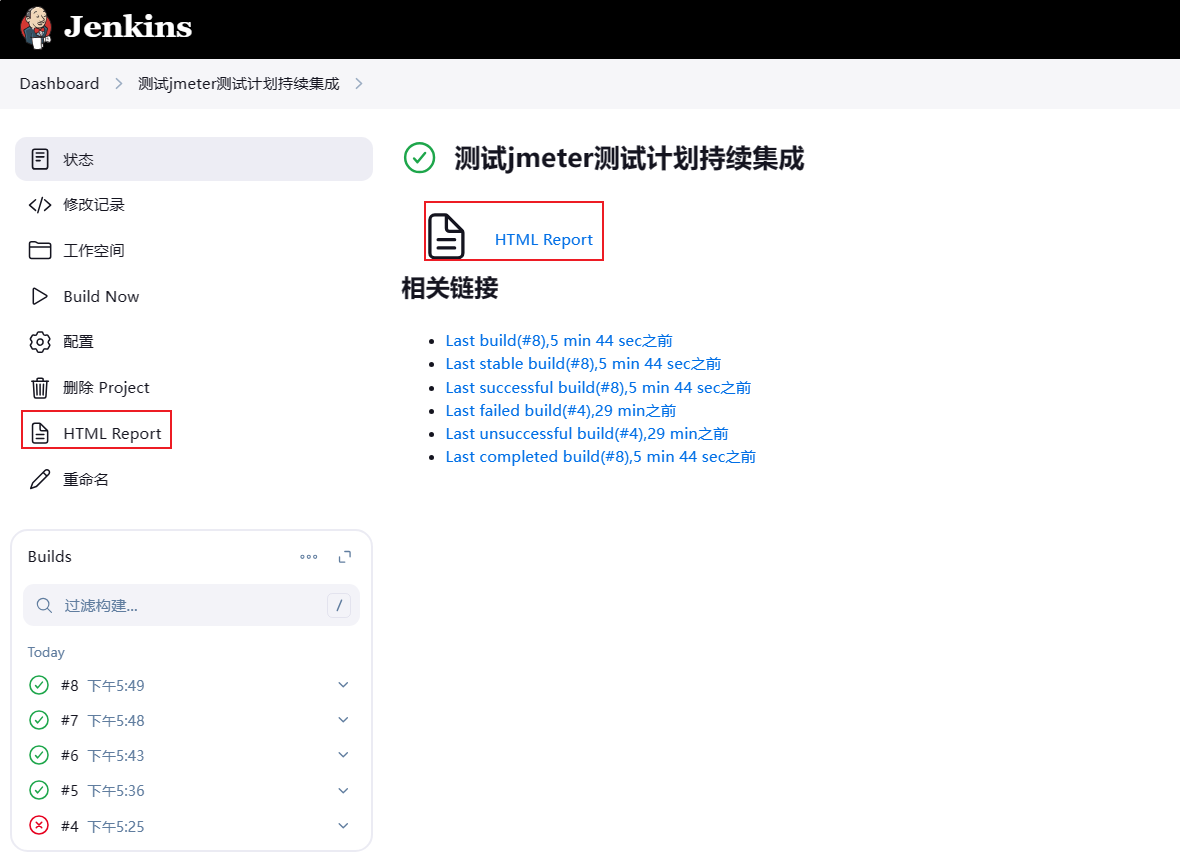 Jenkins
Dashboard
测试jmeter测试计划持续集成
状态
修改记录
工作空间
Build Now
配置
删除 Project
HTML Report
重命名
Builds
过滤构建...
/
Today
#8 下午5:49
#7 下午5:48
#6 下午5:43
#5 下午5:36
#4 下午5:25
测试jmeter测试计划持续集成
HTML Report
相关链接
Last build(#8),5 min 44 sec之前
Last stable build(#8),5 min 44 sec之前
Last successful build(#8),5 min 44 sec之前
Last failed build(#4),29 min之前
Last unsuccessful build(#4),29 min之前
Last completed build(#8),5 min 44 sec之前